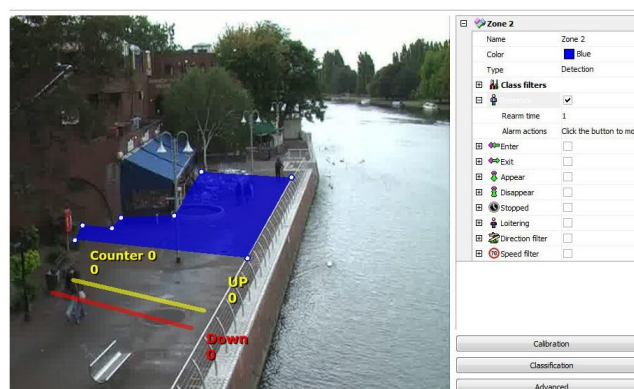 Zone 2
Name Zone 2
Color Blue
Type Detection
Class filters
Rearm time 1
Alarm actions Click the button to mo
Enter
Exit
Appear
Disappear
Stopped
Loitering
Direction filter
Speed filter
Counter 0
0
UP
0
Down
0
Calibration
Classification
Advanced